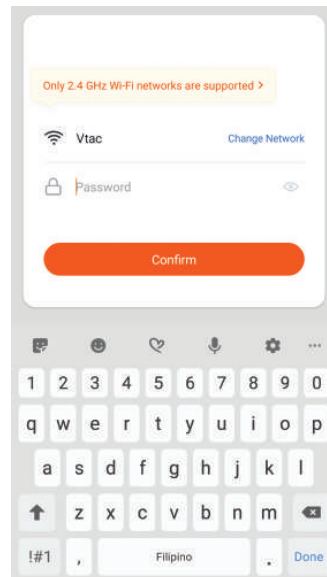 Only 2.4 GHz Wi-Fi networks are supported >
Vtac Change Network
Password
Confirm
1 2 3 4 5 6 7 8 9 0
q w e r t y u i o p
a s d f g h j k l
z x c v b n m
!#1 , Filipino . Done